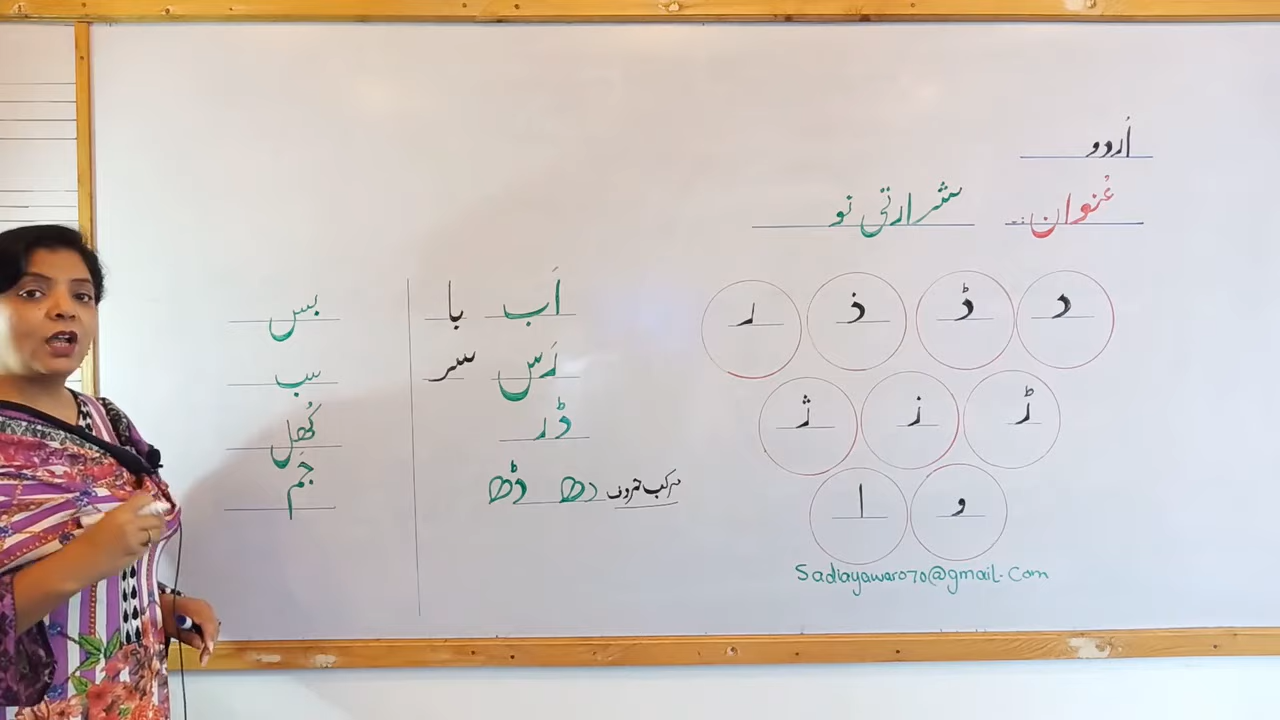 اُردو
عُنوان :- شرارتی نو
د ڈ ذ ر
ڑ ز ژ
و ا
Sadiayawar070@gmail.com
اَب با
رَس سر
ڈر
مرکب حروف دھ ڈھ
بس
سب
کُھل
جَم